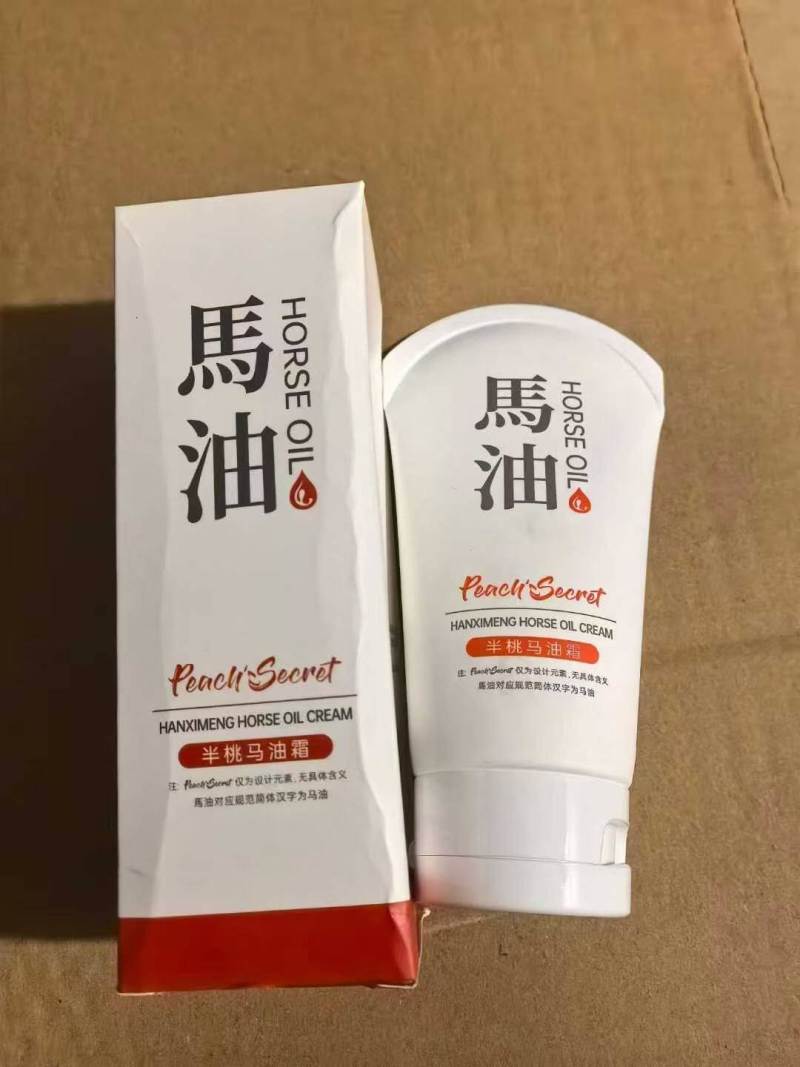 馬油
HORSE OIL
Peach's Secret
HANXIMENG HORSE OIL CREAM
半桃马油霜
注: Peach's Secret 仅为设计元素,无具体含义
馬油对应规范简体汉字为马油
馬油
HORSE OIL
Peach's Secret
HANXIMENG HORSE OIL CREAM
半桃马油霜
注: Peach's Secret 仅为设计元素,无具体含义
馬油对应规范简体汉字为马油